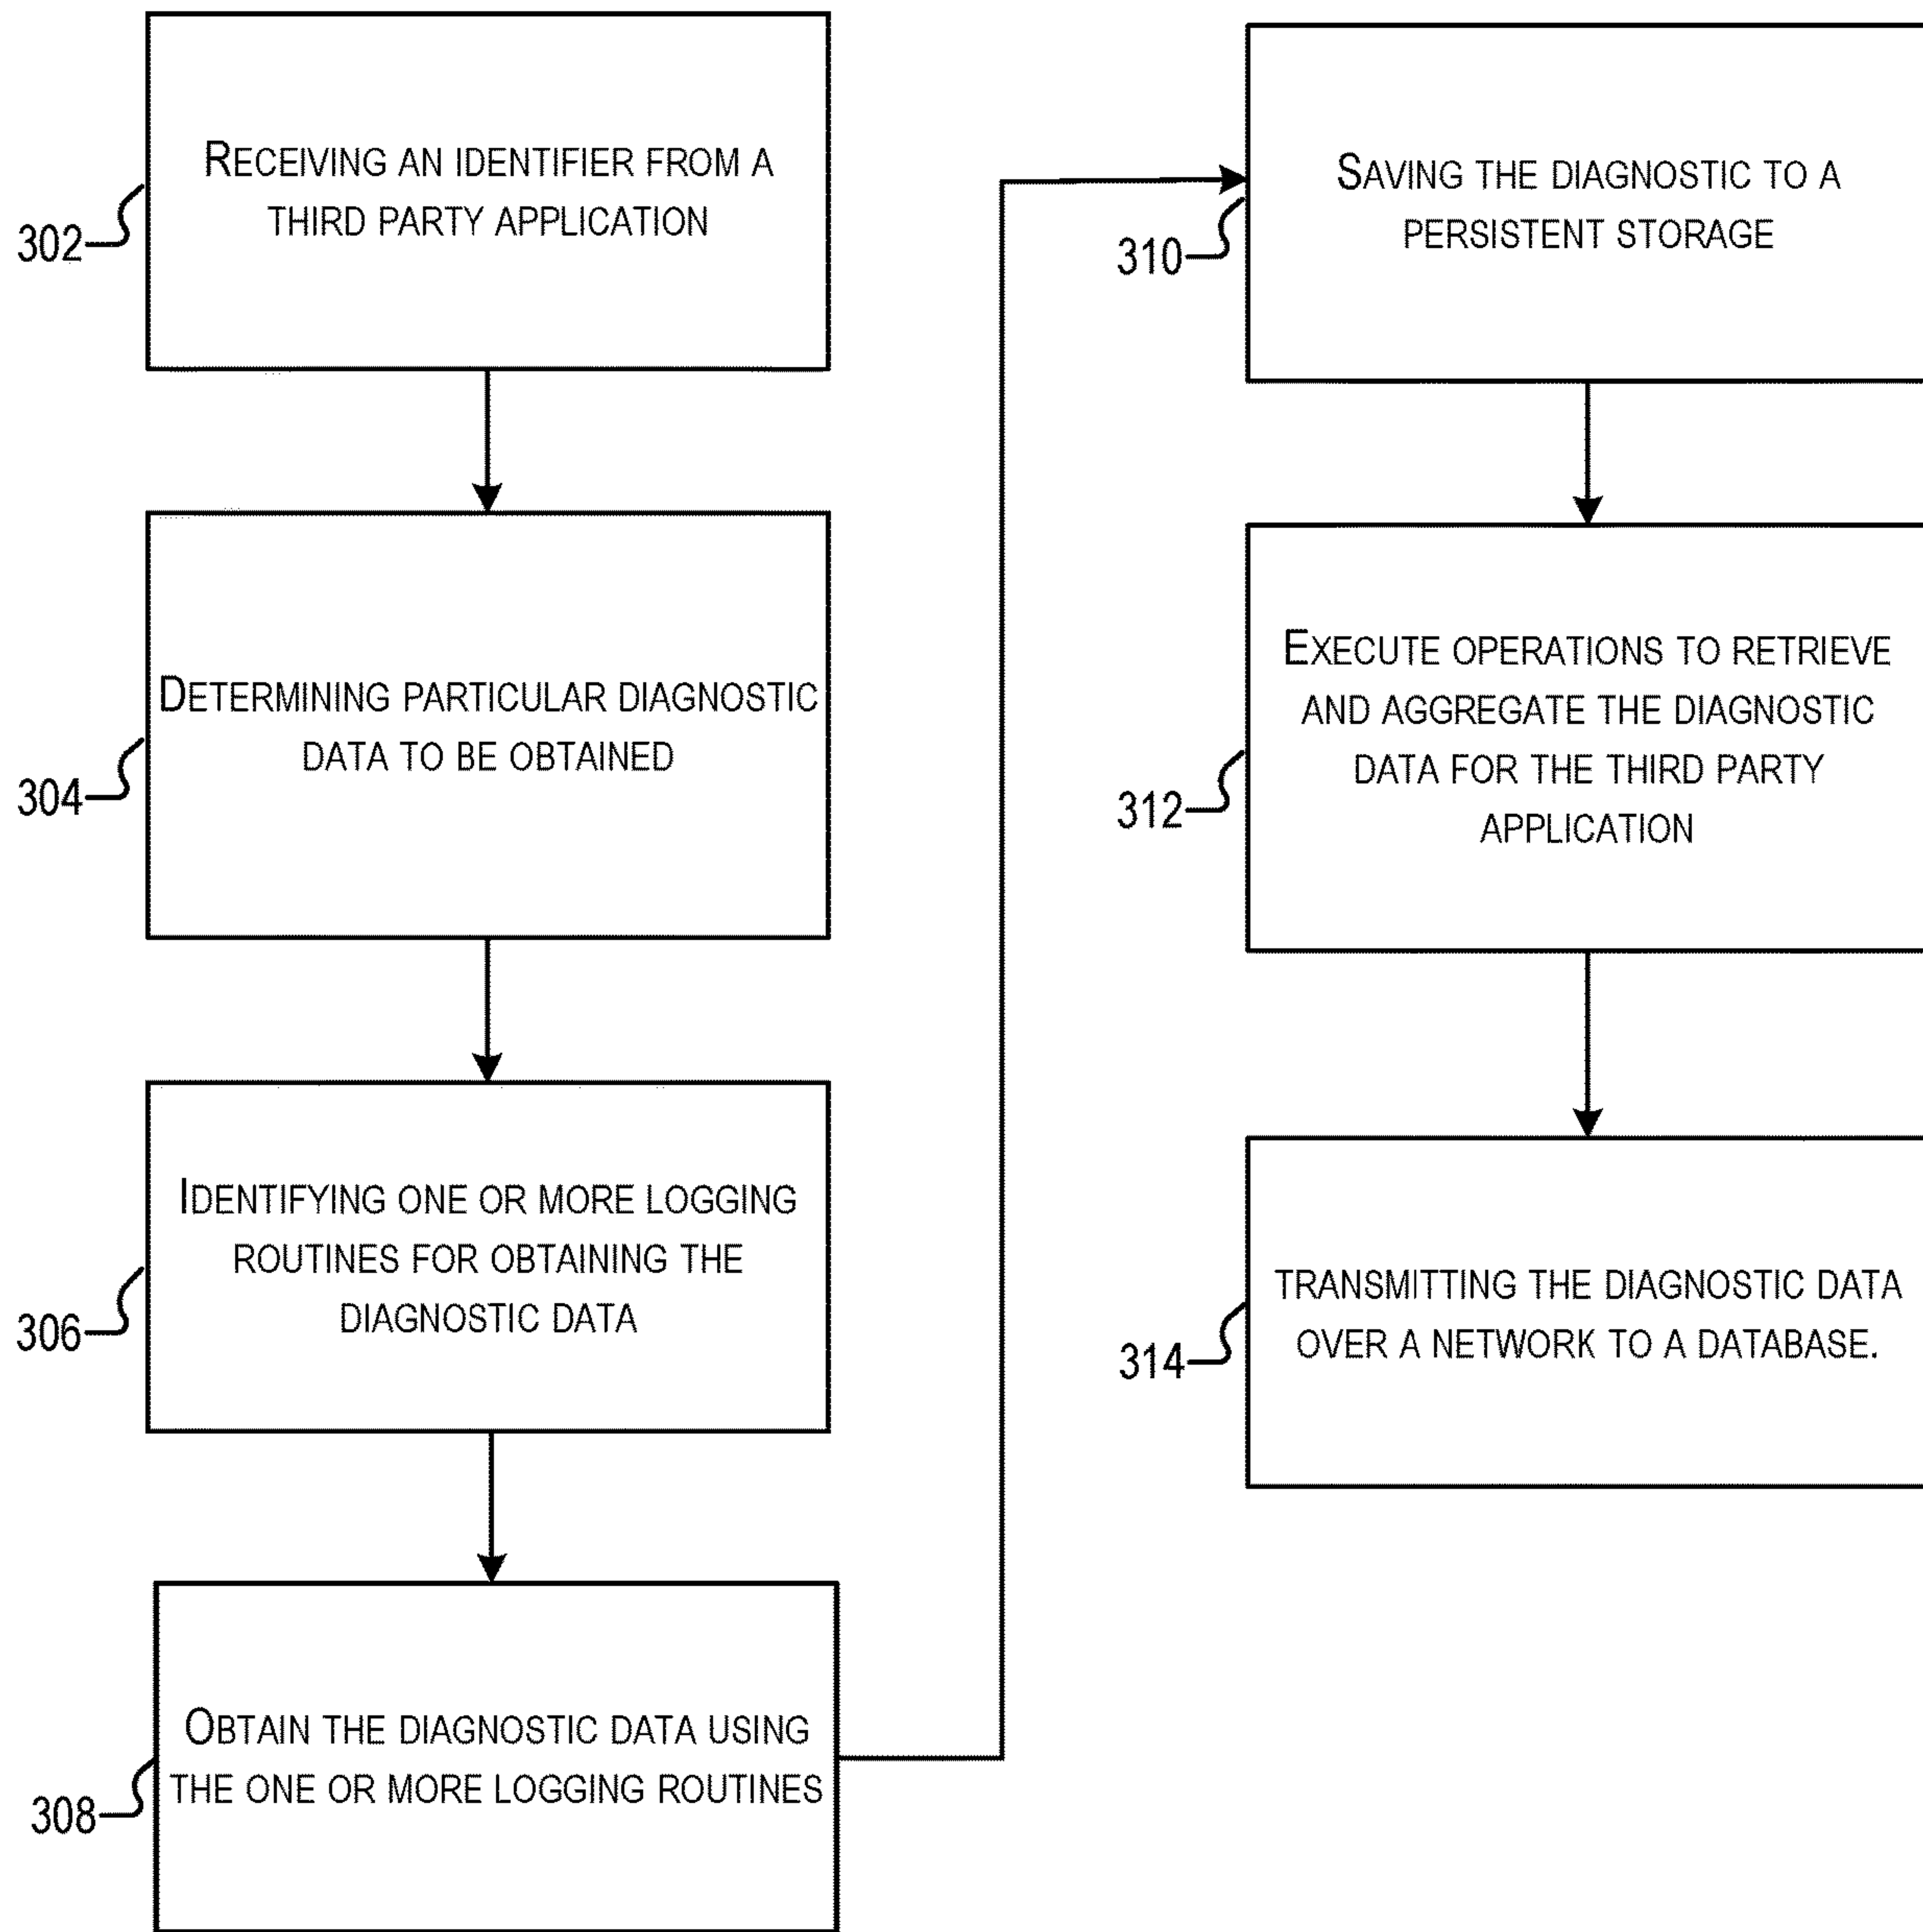 RECEIVING AN IDENTIFIER FROM A
THIRD PARTY APPLICATION
302
DETERMINING PARTICULAR DIAGNOSTIC
DATA TO BE OBTAINED
304
IDENTIFYING ONE OR MORE LOGGING
ROUTINES FOR OBTAINING THE
DIAGNOSTIC DATA
306
OBTAIN THE DIAGNOSTIC DATA USING
THE ONE OR MORE LOGGING ROUTINES
308
SAVING THE DIAGNOSTIC TO A
PERSISTENT STORAGE
310
EXECUTE OPERATIONS TO RETRIEVE
AND AGGREGATE THE DIAGNOSTIC
DATA FOR THE THIRD PARTY
APPLICATION
312
TRANSMITTING THE DIAGNOSTIC DATA
OVER A NETWORK TO A DATABASE.
314